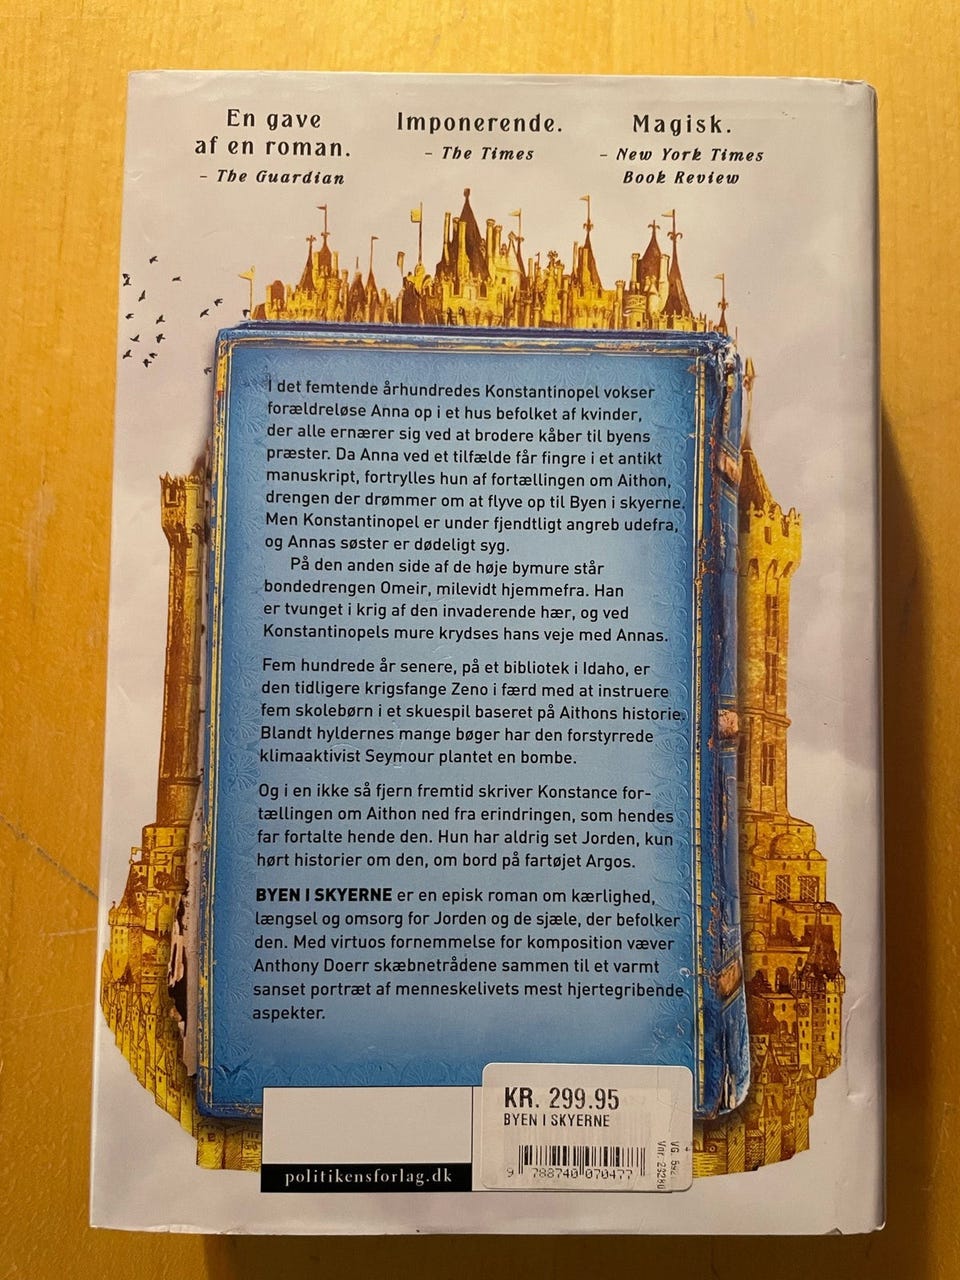 En gave
af en roman.
– The Guardian
Imponerende.
– The Times
Magisk.
– New York Times
Book Review
I det femtende århundredes Konstantinopel vokser
forældreløse Anna op i et hus befolket af kvinder,
der alle ernærer sig ved at brodere kåber til byens
præster. Da Anna ved et tilfælde får fingre i et antikt
manuskript, fortrylles hun af fortællingen om Aithon,
drengen der drømmer om at flyve op til Byen i skyerne.
Men Konstantinopel er under fjendtligt angreb udefra,
og Annas søster er dødeligt syg.
På den anden side af de høje bymure står
bondedrengen Omeir, milevidt hjemmefra. Han
er tvunget i krig af den invaderende hær, og ved
Konstantinopels mure krydses hans veje med Annas.
Fem hundrede år senere, på et bibliotek i Idaho, er
den tidligere krigsfange Zeno i færd med at instruere
fem skolebørn i et skuespil baseret på Aithons historie.
Blandt hyldernes mange bøger har den forstyrrede
klimaaktivist Seymour plantet en bombe.
Og i en ikke så fjern fremtid skriver Konstance for-
tællingen om Aithon ned fra erindringen, som hendes
far fortalte hende den. Hun har aldrig set Jorden, kun
hørt historier om den, om bord på fartøjet Argos.
BYEN I SKYERNE er en episk roman om kærlighed,
længsel og omsorg for Jorden og de sjæle, der befolker
den. Med virtuos fornemmelse for komposition væver
Anthony Doerr skæbnetrådene sammen til et varmt
sanset portræt af menneskelivets mest hjertegribende
aspekter.
KR. 299.95
BYEN I SKYERNE
9 788740 070477
VG.
Vnr. 29280
politikensforlag.dk